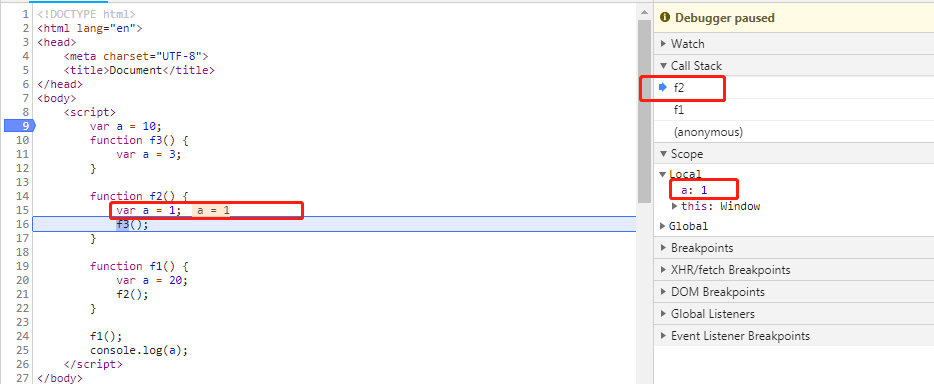 1 <!DOCTYPE html>
2 <html lang="en">
3 <head>
4 <meta charset="UTF-8">
5 <title>Document</title>
6 </head>
7 <body>
8 <script>
9 var a = 10;
10 function f3() {
11 var a = 3;
12 }
13
14 function f2() {
15 var a = 1; a = 1
16 f3();
17 }
18
19 function f1() {
20 var a = 20;
21 f2();
22 }
23
24 f1();
25 console.log(a);
26 </script>
27 </body>
Debugger paused
Watch
Call Stack
f2
f1
(anonymous)
Scope
Local
a: 1
this: Window
Global
Breakpoints
XHR/fetch Breakpoints
DOM Breakpoints
Global Listeners
Event Listener Breakpoints